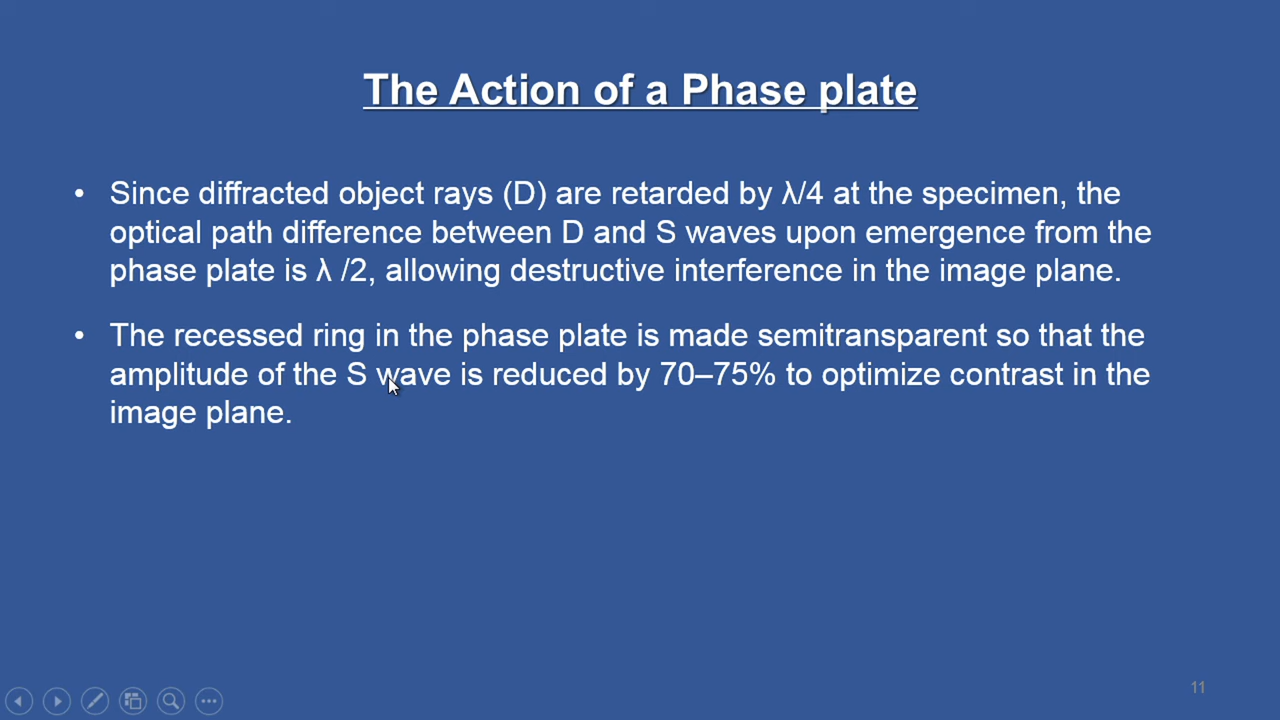 The Action of a Phase plate
• Since diffracted object rays (D) are retarded by λ/4 at the specimen, the
optical path difference between D and S waves upon emergence from the
phase plate is λ /2, allowing destructive interference in the image plane.
• The recessed ring in the phase plate is made semitransparent so that the
amplitude of the S wave is reduced by 70–75% to optimize contrast in the
image plane.
11